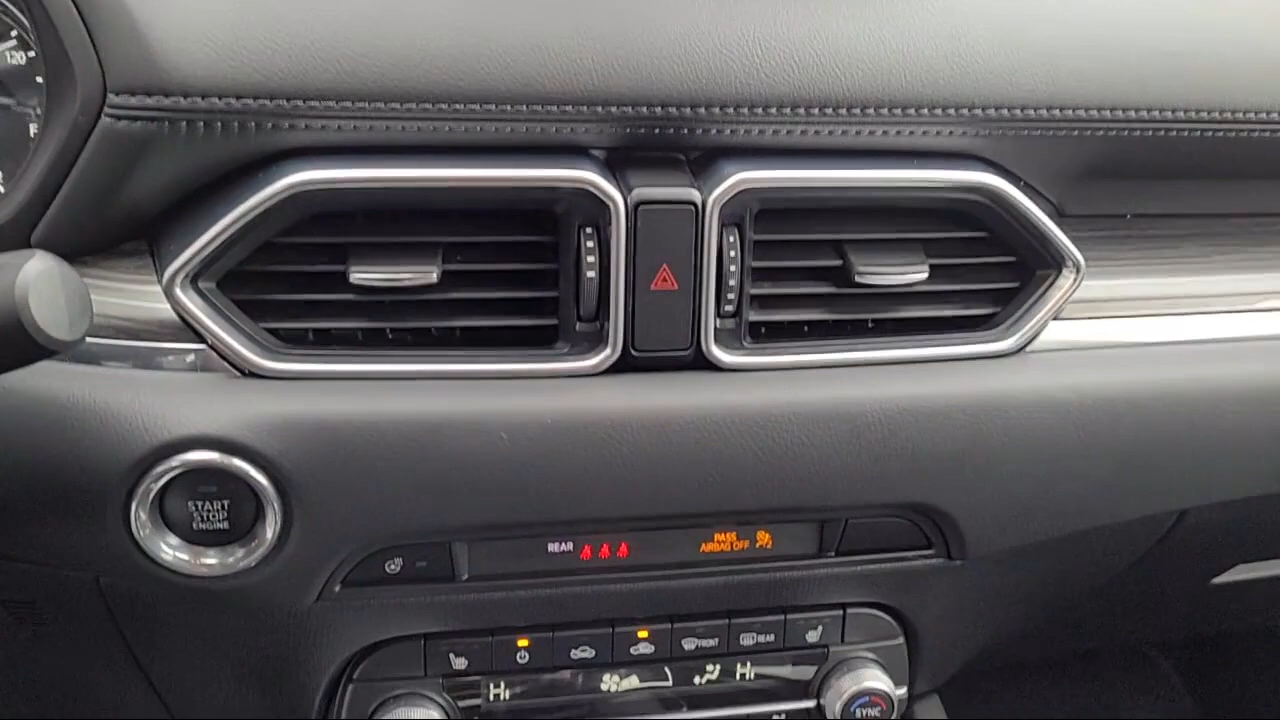 120
F
START
STOP
ENGINE
REAR
PASS
AIRBAG OFF
FRONT
REAR
Hi
Hi
SYNC